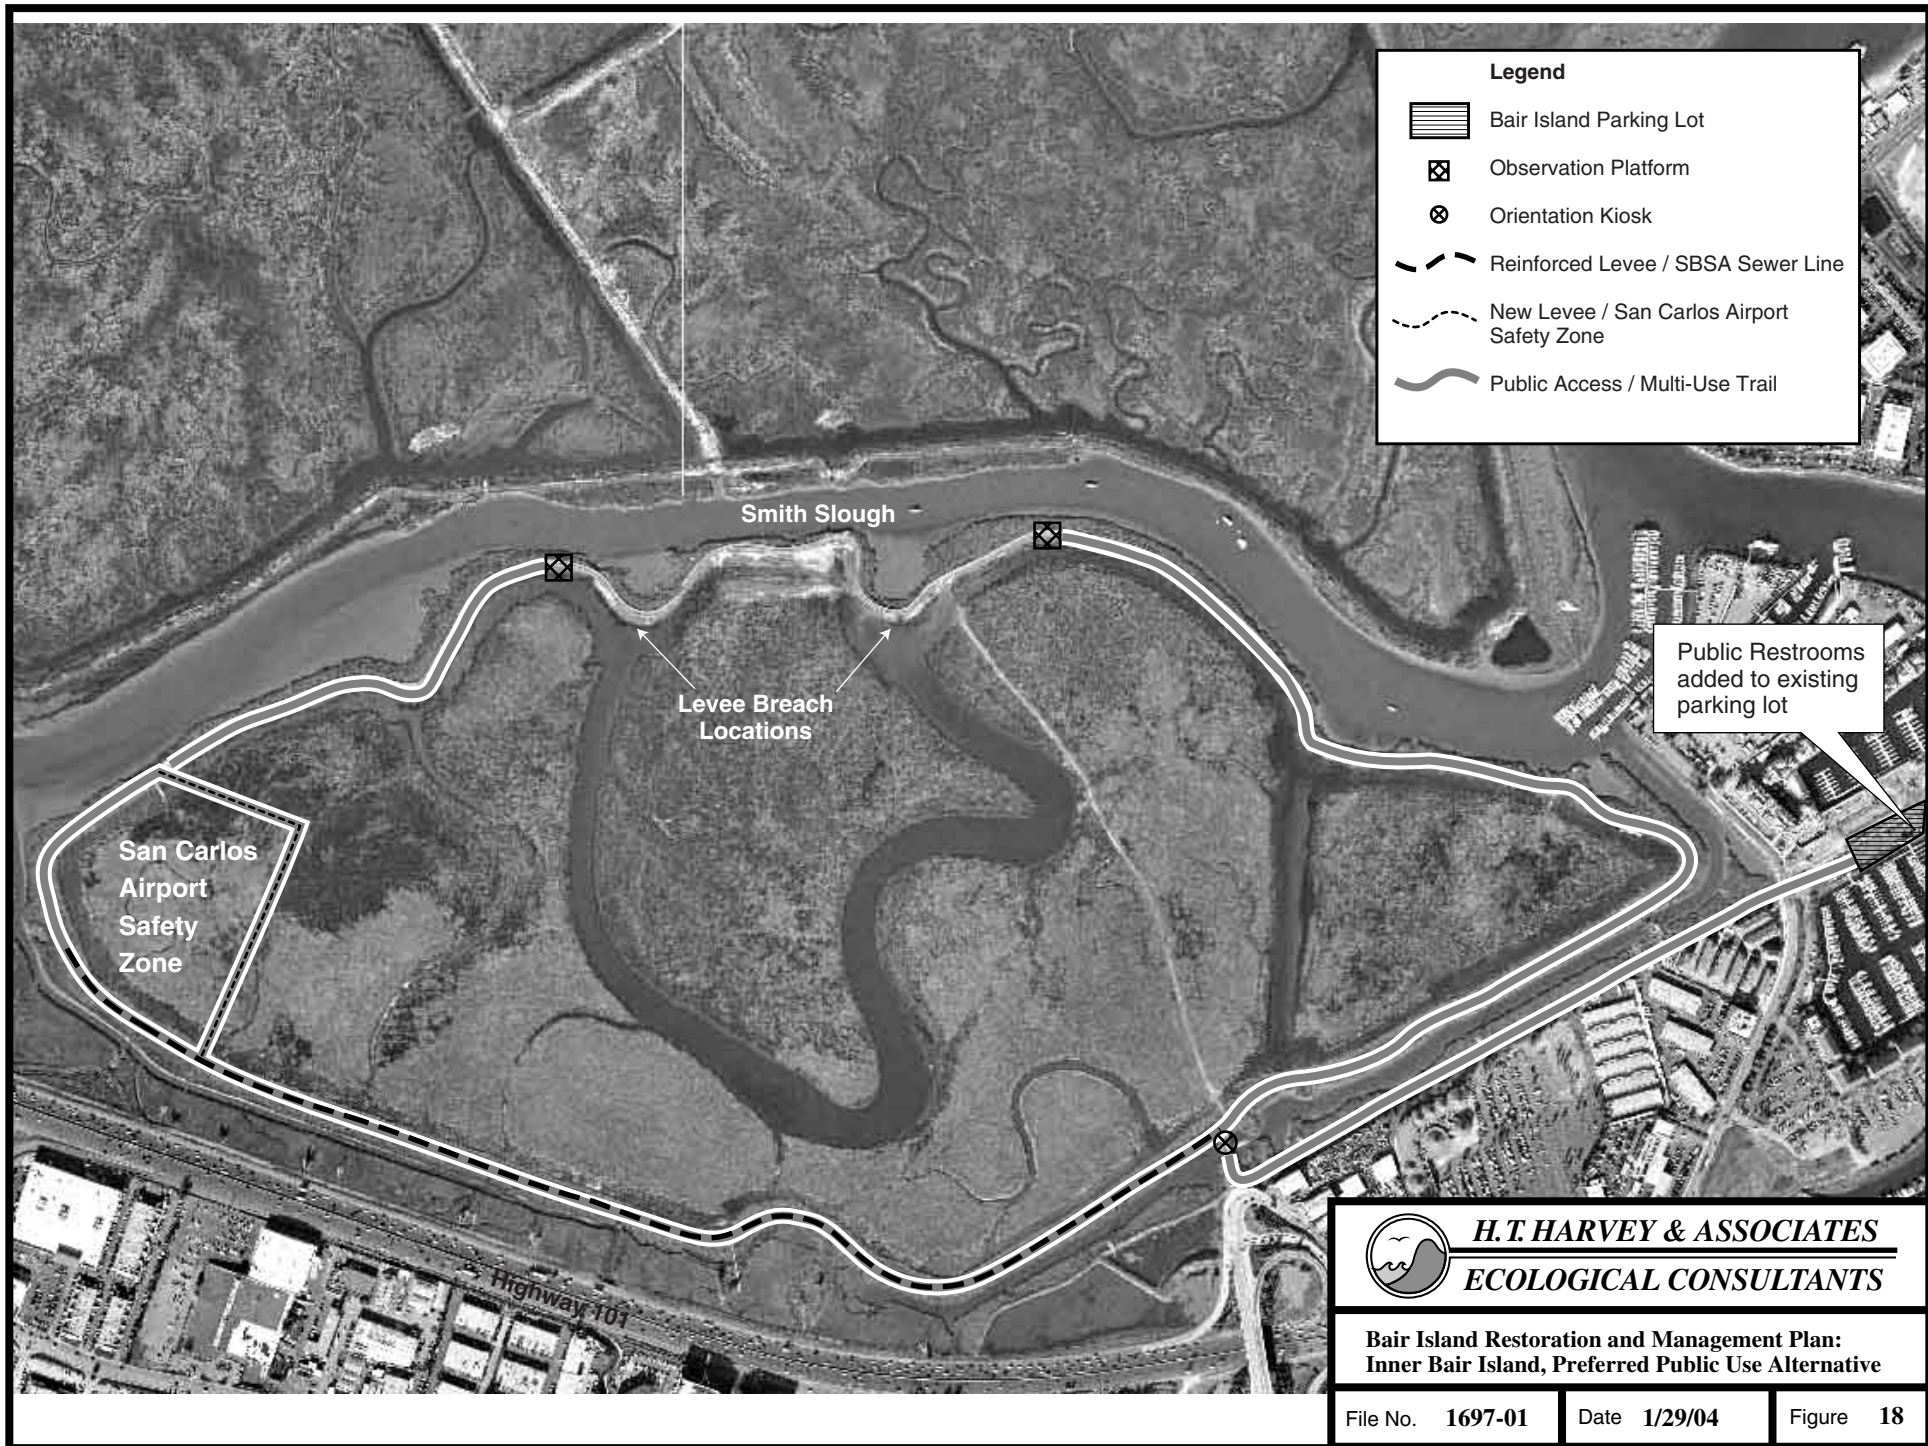 Legend
Bair Island Parking Lot
Observation Platform
Orientation Kiosk
Reinforced Levee / SBSA Sewer Line
New Levee / San Carlos Airport
Safety Zone
Public Access / Multi-Use Trail
Smith Slough
Levee Breach
Locations
Public Restrooms
added to existing
parking lot
San Carlos
Airport
Safety
Zone
Highway 101
H.T. HARVEY & ASSOCIATES
ECOLOGICAL CONSULTANTS
Bair Island Restoration and Management Plan:
Inner Bair Island, Preferred Public Use Alternative
File No. 1697-01
Date 1/29/04
Figure 18